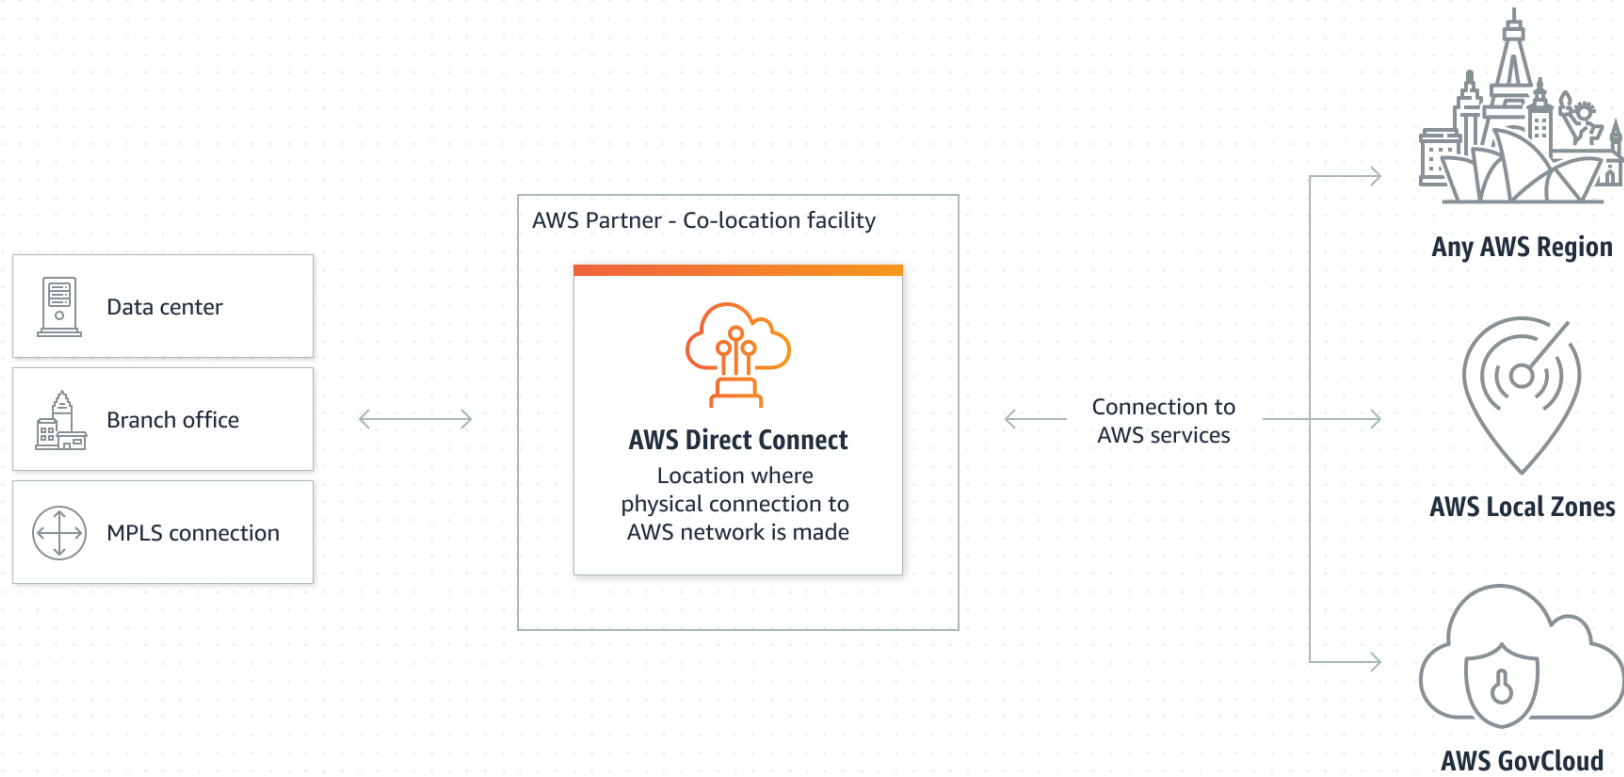 Data center
Branch office
MPLS connection
AWS Partner - Co-location facility
AWS Direct Connect
Location where
physical connection to
AWS network is made
Connection to
AWS services
Any AWS Region
AWS Local Zones
AWS GovCloud